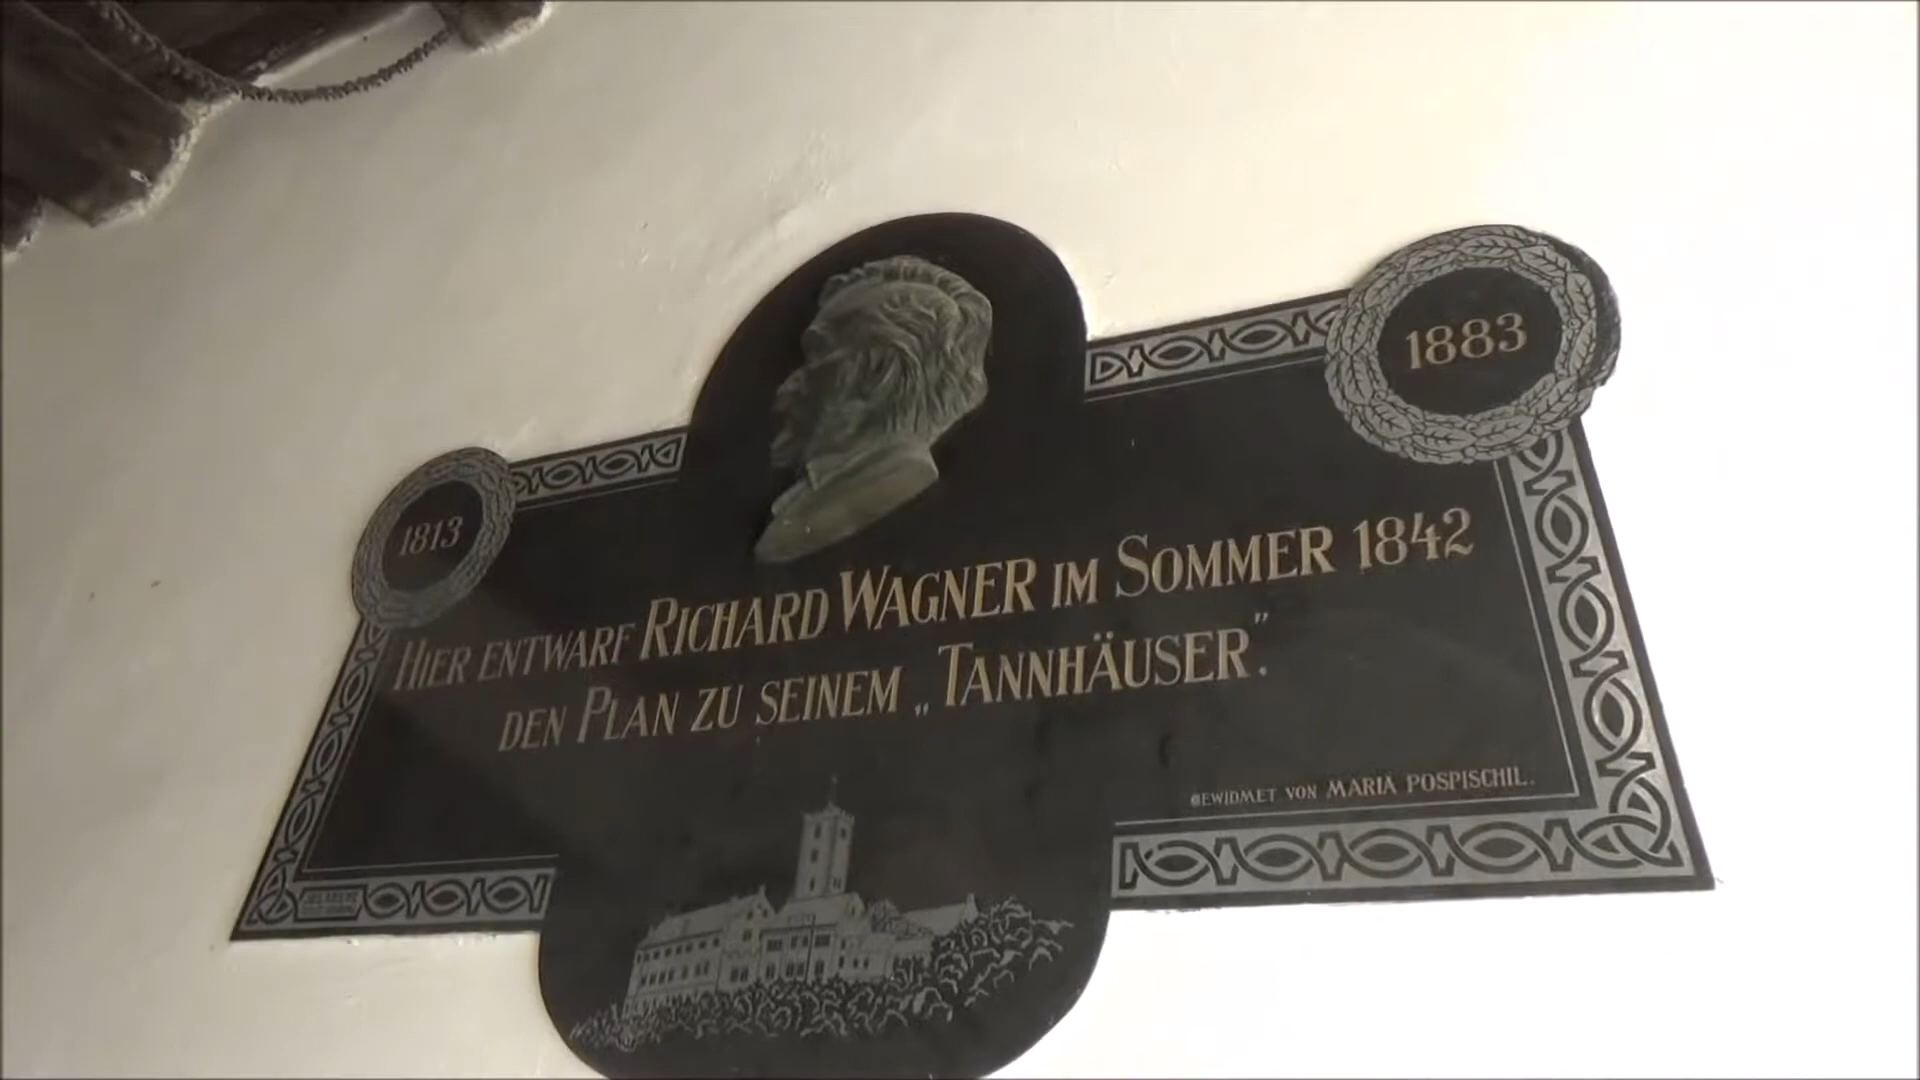 1813
1883
HIER ENTWARF RICHARD WAGNER IM SOMMER 1842
DEN PLAN ZU SEINEM „TANNHÄUSER".
GEWIDMET VON MARIA POSPISCHIL.